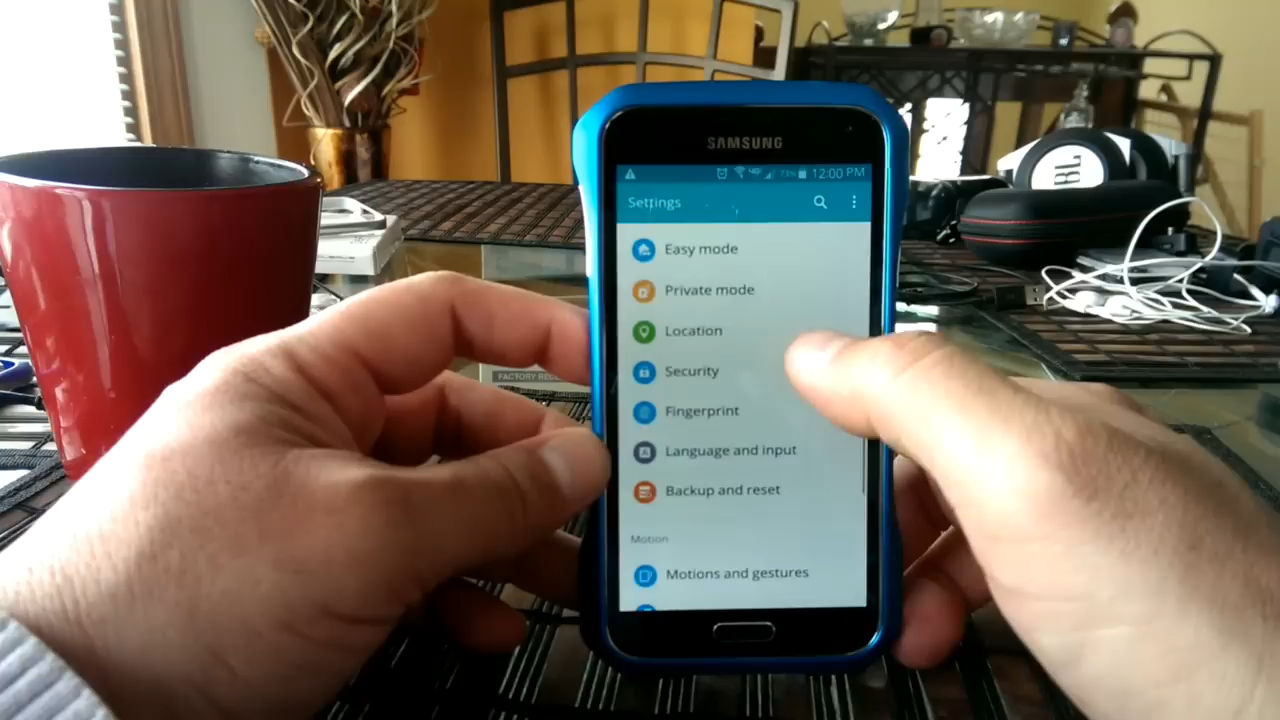 SAMSUNG
73% 12:00 PM
Settings
Easy mode
Private mode
Location
Security
Fingerprint
Language and input
Backup and reset
Motion
Motions and gestures
JBL